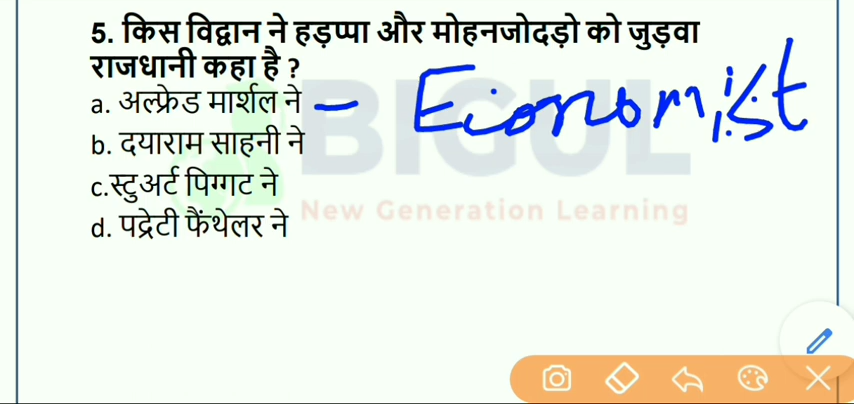 5. किस विद्वान ने हड़प्पा और मोहनजोदड़ो को जुड़वा
राजधानी कहा है ?
a. अल्फ्रेड मार्शल ने – Economist
b. दयाराम साहनी ने
c.स्टुअर्ट पिग्गट ने
d. पद्रेटी फैंथेलर ने
BIGUL
New Generation Learning